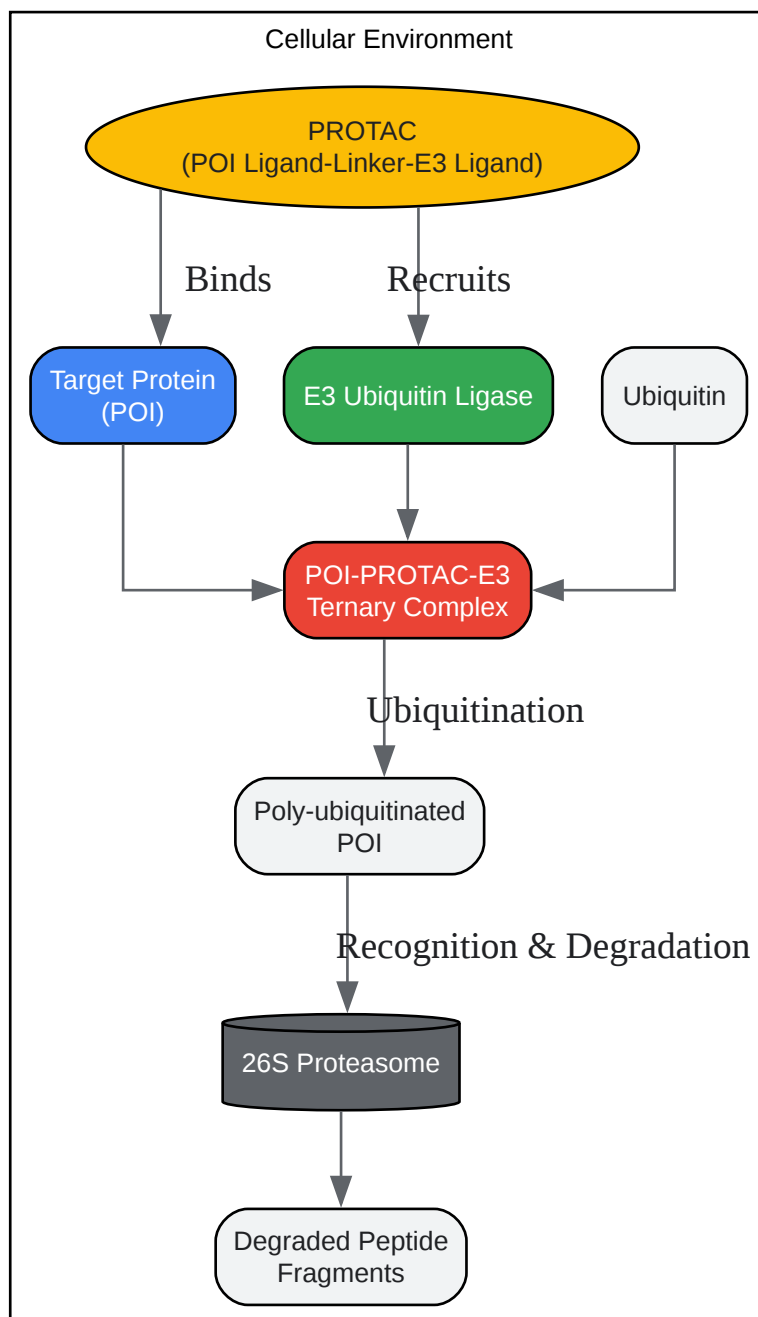 Cellular Environment
PROTAC
(POI Ligand-Linker-E3 Ligand)
Binds
Recruits
Target Protein
(POI)
E3 Ubiquitin Ligase
Ubiquitin
POI-PROTAC-E3
Ternary Complex
Ubiquitination
Poly-ubiquitinated
POI
Recognition & Degradation
26S Proteasome
Degraded Peptide
Fragments